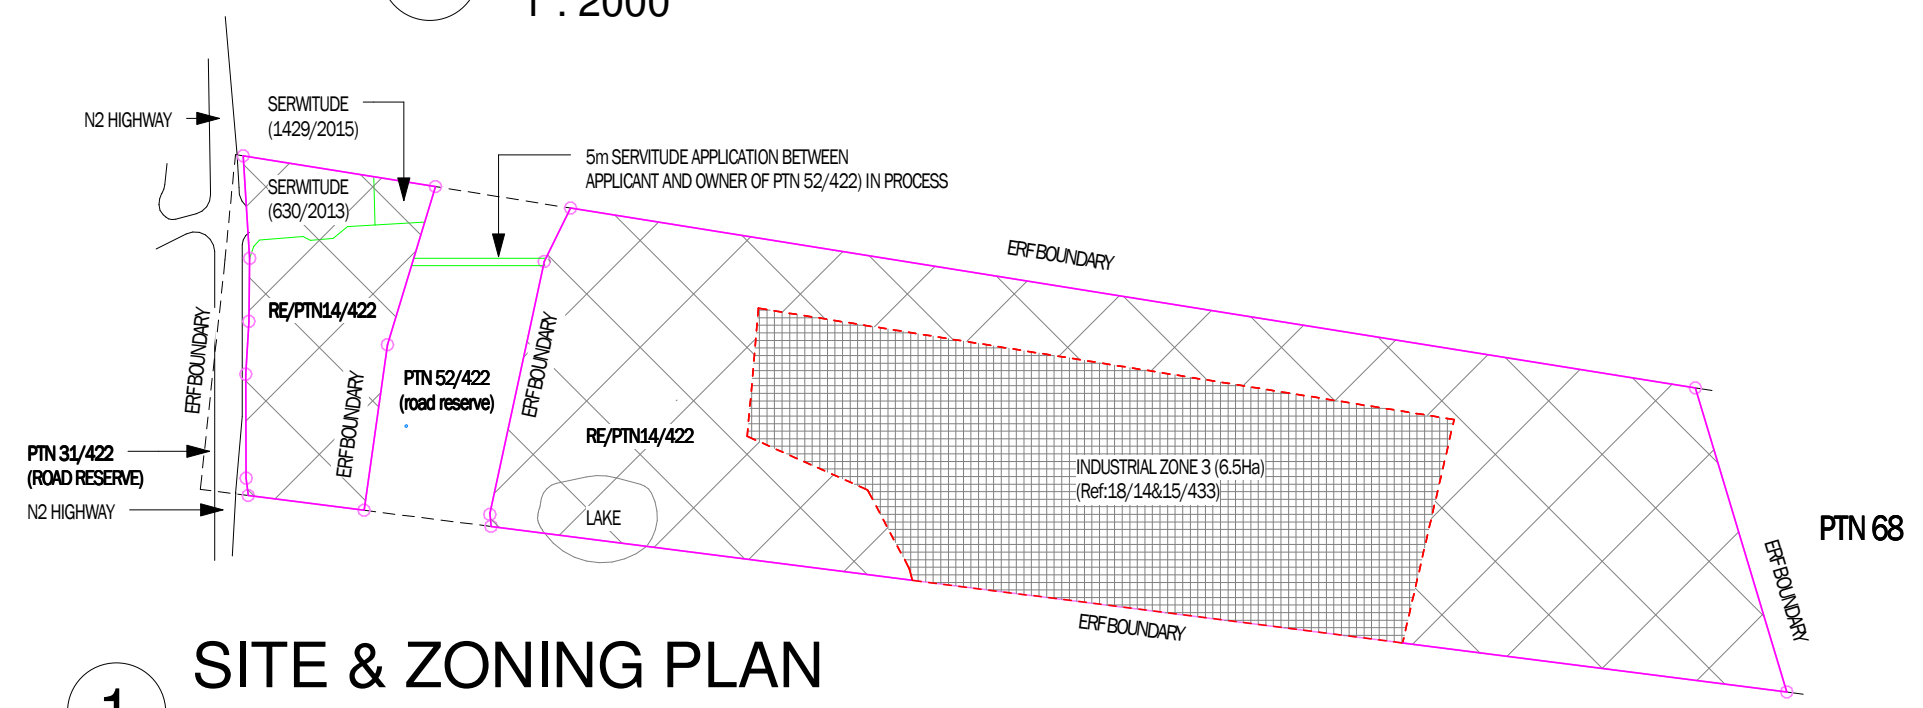 1 : 2000
N2 HIGHWAY
SERWITUDE
(1429/2015)
SERWITUDE
(630/2013)
5m SERVITUDE APPLICATION BETWEEN
APPLICANT AND OWNER OF PTN 52/422) IN PROCESS
ERF BOUNDARY
RE/PTN14/422
ERF BOUNDARY
ERF BOUNDARY
PTN 52/422
(road reserve)
ERF BOUNDARY
RE/PTN14/422
PTN 31/422
(ROAD RESERVE)
N2 HIGHWAY
LAKE
INDUSTRIAL ZONE 3 (6.5Ha)
(Ref:18/14&15/433)
PTN 68
ERF BOUNDARY
ERF BOUNDARY
SITE & ZONING PLAN
1